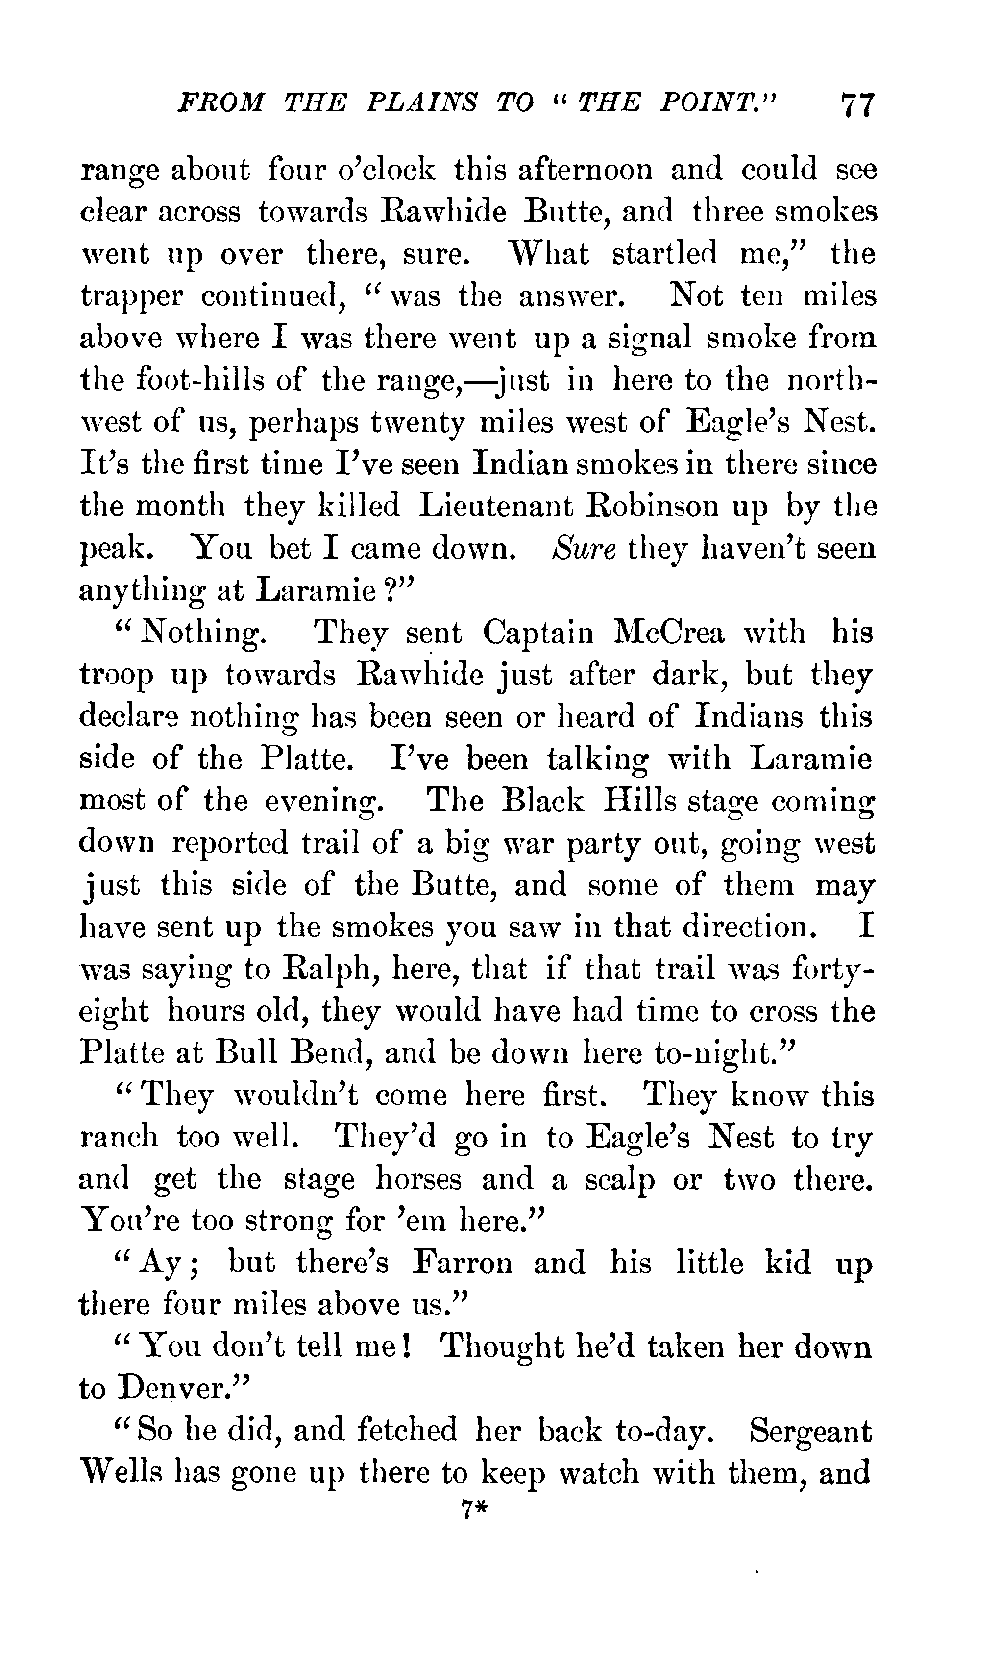 FROM THE PLAINS TO "THE POINT." 77
range about four o'clock this afternoon and could see
clear across towards Rawhide Butte, and three smokes
went up over there, sure. What startled me," the
trapper continued, "was the answer. Not ten miles
above where I was there went up a signal smoke from
the foot-hills of the range,—just in here to the north-
west of us, perhaps twenty miles west of Eagle's Nest.
It's the first time I've seen Indian smokes in there since
the month they killed Lieutenant Robinson up by the
peak. You bet I came down. Sure they haven't seen
anything at Laramie?"
"Nothing. They sent Captain McCrea with his
troop up towards Rawhide just after dark, but they
declare nothing has been seen or heard of Indians this
side of the Platte. I've been talking with Laramie
most of the evening. The Black Hills stage coming
down reported trail of a big war party out, going west
just this side of the Butte, and some of them may
have sent up the smokes you saw in that direction. I
was saying to Ralph, here, that if that trail was forty-
eight hours old, they would have had time to cross the
Platte at Bull Bend, and be down here to-night."
"They wouldn't come here first. They know this
ranch too well. They'd go in to Eagle's Nest to try
and get the stage horses and a scalp or two there.
You're too strong for 'em here."
"Ay; but there's Farron and his little kid up
there four miles above us."
"You don't tell me! Thought he'd taken her down
to Denver."
"So he did, and fetched her back to-day. Sergeant
Wells has gone up there to keep watch with them, and
7*